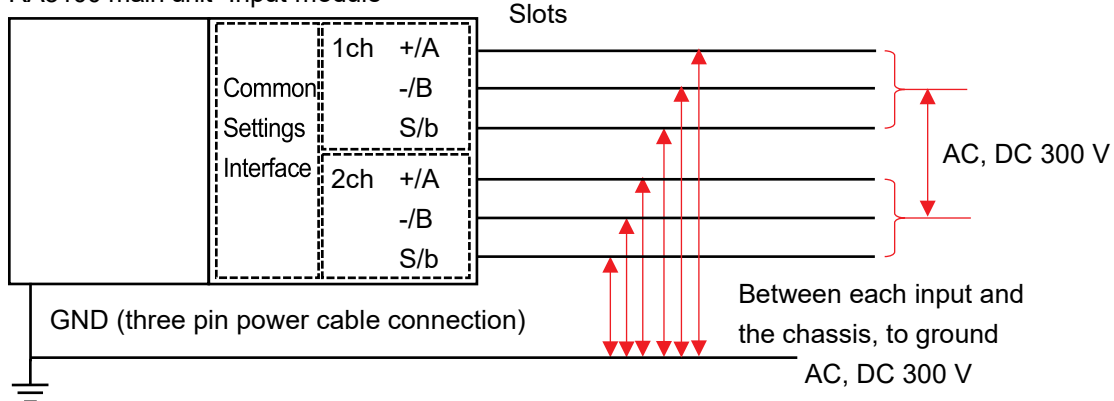 Slots
1ch +/A
-/B
S/b
Common
Settings
Interface
2ch +/A
-/B
S/b
AC, DC 300 V
GND (three pin power cable connection)
Between each input and
the chassis, to ground
AC, DC 300 V